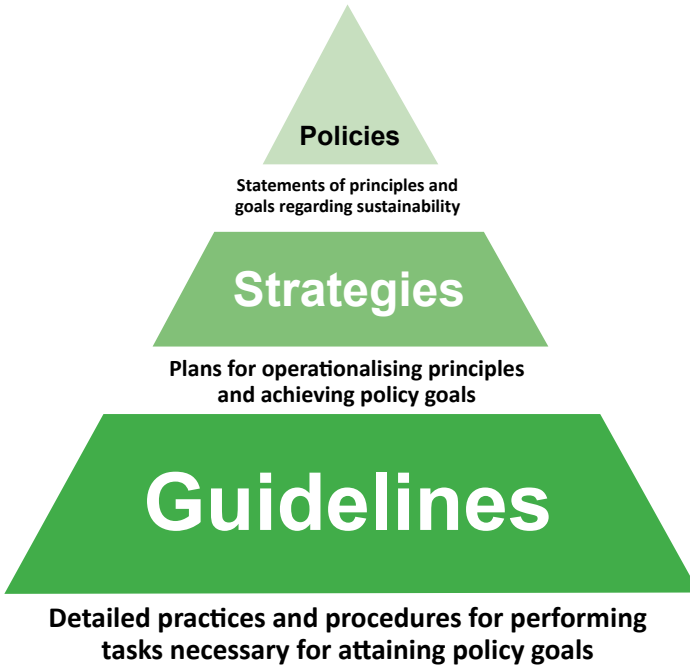 Policies
Statements of principles and
goals regarding sustainability
Strategies
Plans for operationalising principles
and achieving policy goals
Guidelines
Detailed practices and procedures for performing
tasks necessary for attaining policy goals